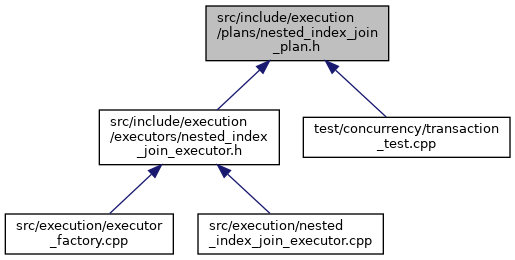 src/include/execution
/plans/nested_index_join
_plan.h
src/include/execution
/executors/nested_index
_join_executor.h
test/concurrency/transaction
_test.cpp
src/execution/executor
_factory.cpp
src/execution/nested
_index_join_executor.cpp